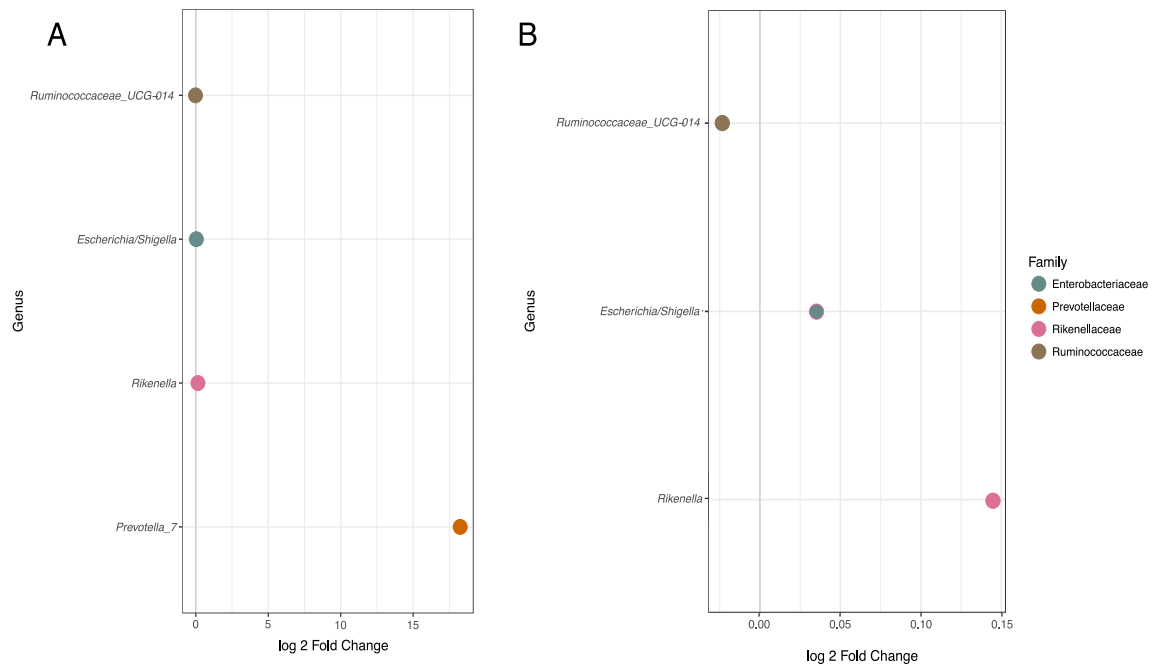 A
Genus
Ruminococcaceae_UCG-014
Escherichia/Shigella
Rikenella
Prevotella_7
0
5
10
15
log 2 Fold Change
B
Genus
Ruminococcaceae_UCG-014
Escherichia/Shigella
Rikenella
0.00
0.05
0.10
0.15
log 2 Fold Change
Family
Enterobacteriaceae
Prevotellaceae
Rikenellaceae
Ruminococcaceae